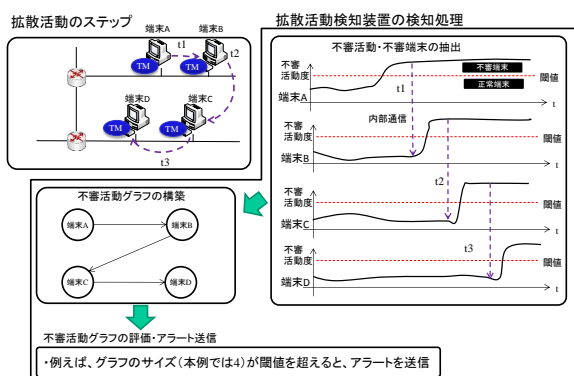 拡散活動のステップ
端末A
端末B
t1
t2
TM
TM
端末D
端末C
TM
TM
t3
拡散活動検知装置の検知処理
不審活動・不審端末の抽出
不審
活動度
不審端末
閾値
正常端末
端末A
t1
t
内部通信
不審
活動度
閾値
端末B
t
t2
不審
活動度
閾値
端末C
t
t3
不審
活動度
閾値
端末D
t
不審活動グラフの構築
端末A
端末B
端末C
端末D
不審活動グラフの評価・アラート送信
・例えば、グラフのサイズ(本例では4)が閾値を超えると、アラートを送信